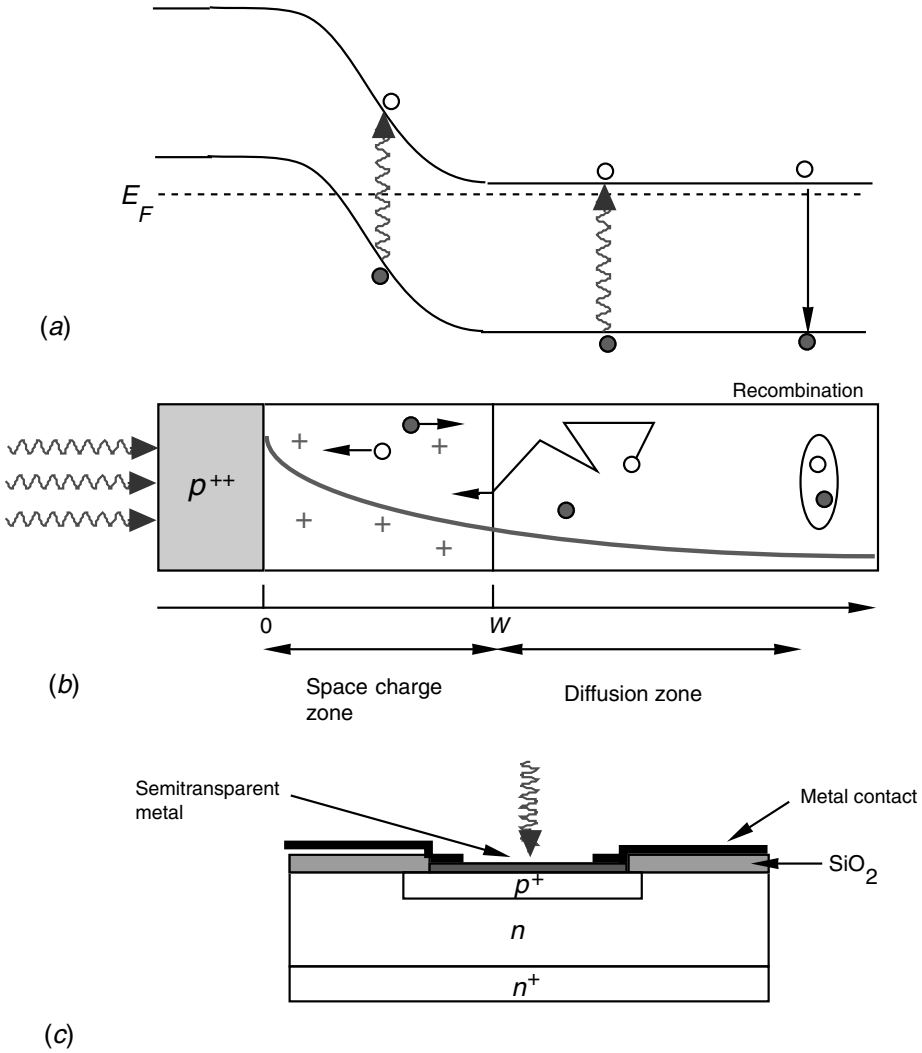 E_F
(a)
Recombination
p++
+ +
+ + +
0 W
(b)
Space charge
zone
Diffusion zone
Semitransparent
metal
Metal contact
SiO2
p+
n
n+
(c)